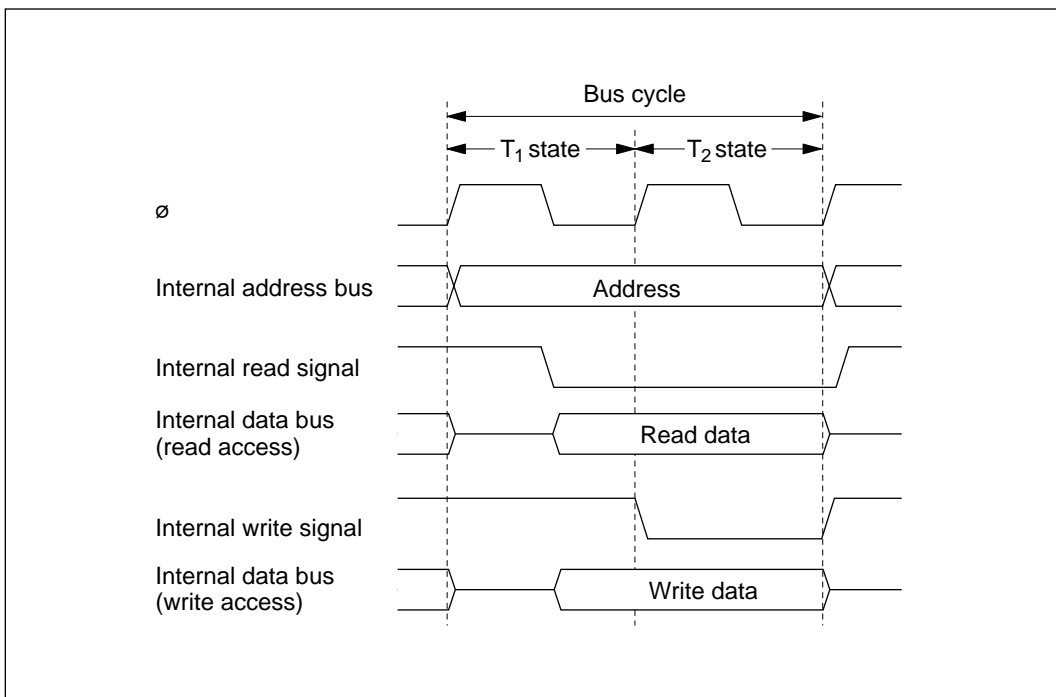 Bus cycle
T1 state
T2 state
ø
Internal address bus
Address
Internal read signal
Internal data bus
(read access)
Read data
Internal write signal
Internal data bus
(write access)
Write data